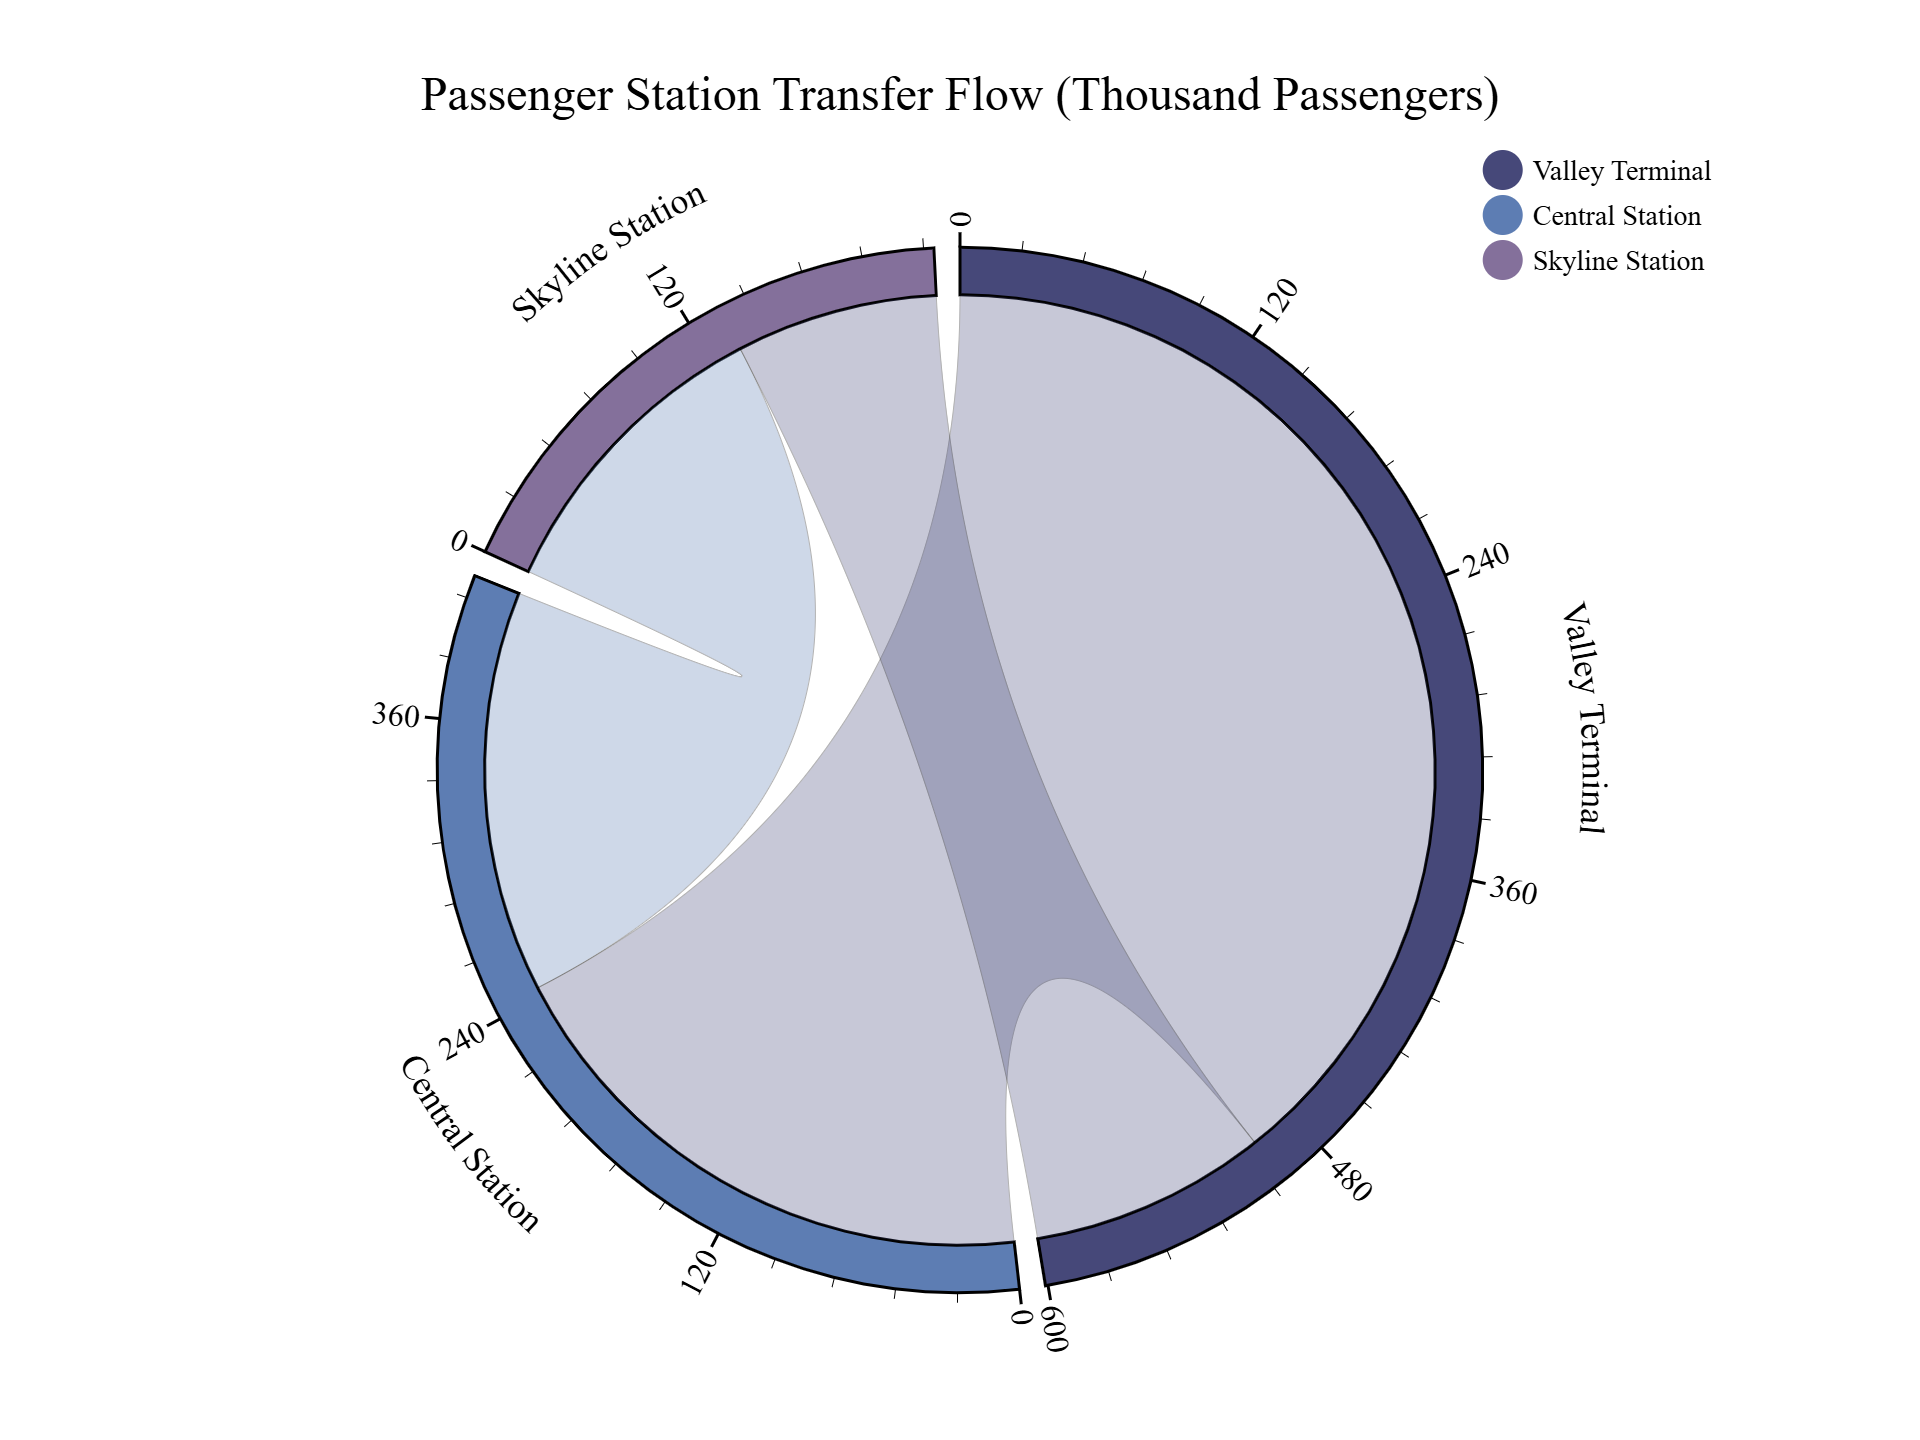 Passenger Station Transfer Flow (Thousand Passengers)
Valley Terminal
Central Station
Skyline Station
0
120
240
360
480
600
Valley Terminal
0
120
240
360
Central Station
0
120
Skyline Station